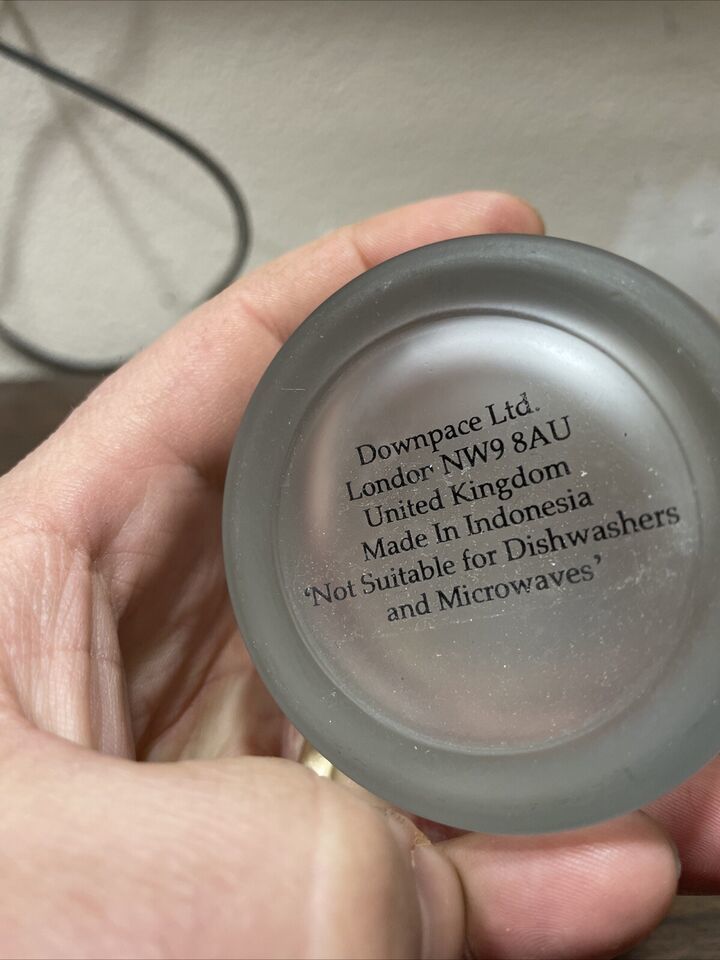 Downpace Ltd.
London NW9 8AU
United Kingdom
Made In Indonesia
‘Not Suitable for Dishwashers
and Microwaves’